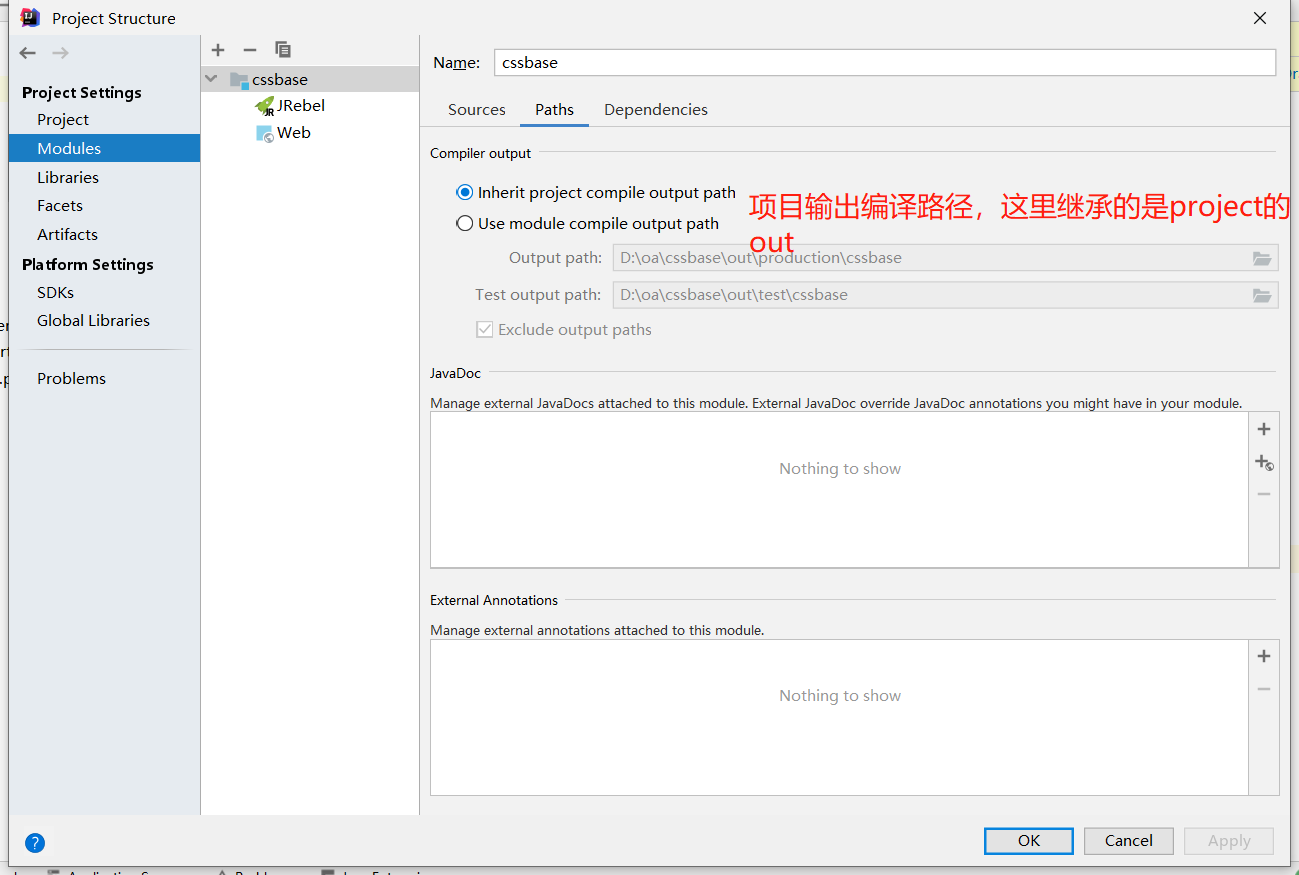 Project Structure
Project Settings
Project
Modules
Libraries
Facets
Artifacts
Platform Settings
SDKs
Global Libraries
Problems
cssbase
JRebel
Web
Name:
cssbase
Sources
Paths
Dependencies
Compiler output
Inherit project compile output path
Use module compile output path
项目输出编译路径，这里继承的是project的
out
Output path:
D:\oa\cssbase\out\production\cssbase
Test output path:
D:\oa\cssbase\out\test\cssbase
Exclude output paths
JavaDoc
Manage external JavaDocs attached to this module. External JavaDoc override JavaDoc annotations you might have in your module.
Nothing to show
External Annotations
Manage external annotations attached to this module.
Nothing to show
?
OK
Cancel
Apply